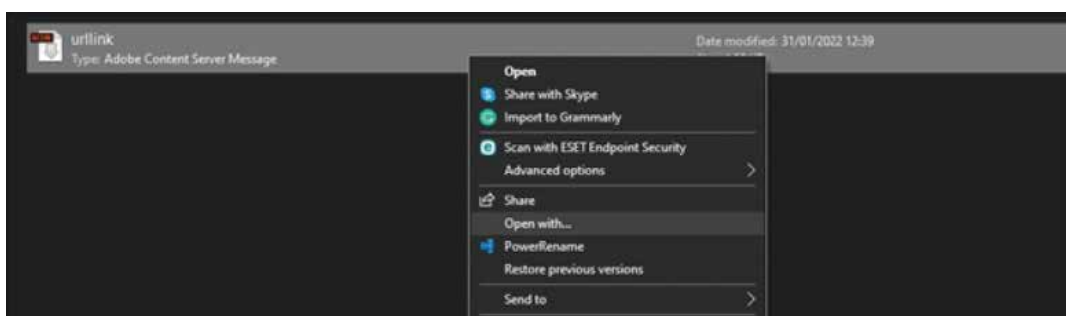 urllink
Type: Adobe Content Server Message
Date modified: 31/01/2022 12:39
Open
Share with Skype
Import to Grammarly
Scan with ESET Endpoint Security
Advanced options
Share
Open with...
PowerRename
Restore previous versions
Send to